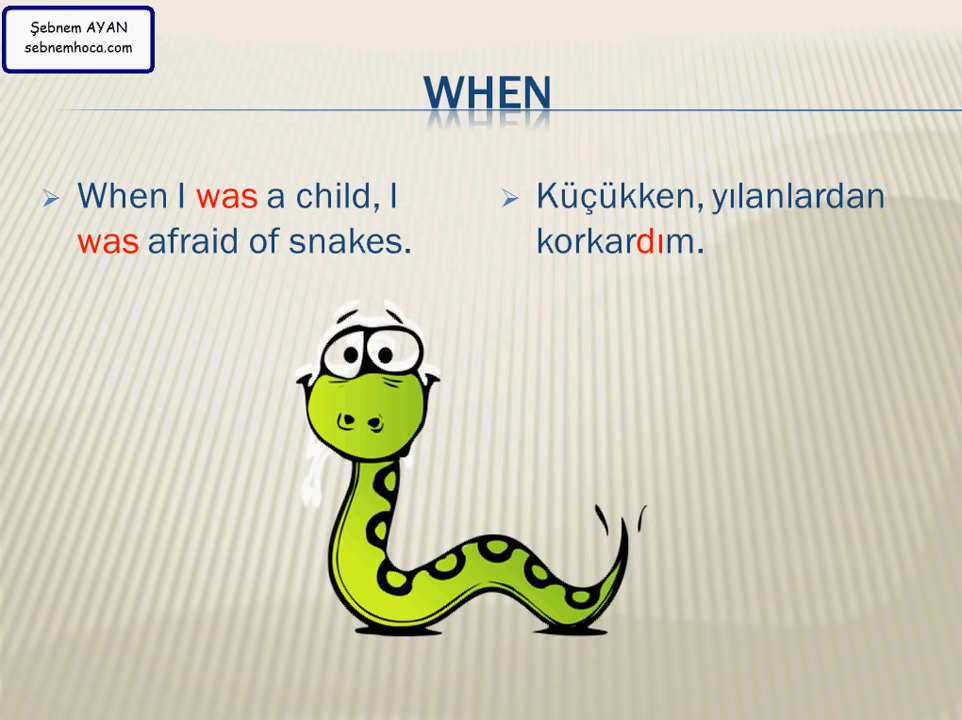 Şebnem AYAN
sebnemhoca.com
WHEN
When I was a child, I
was afraid of snakes.
Küçükken, yılanlardan
korkardım.